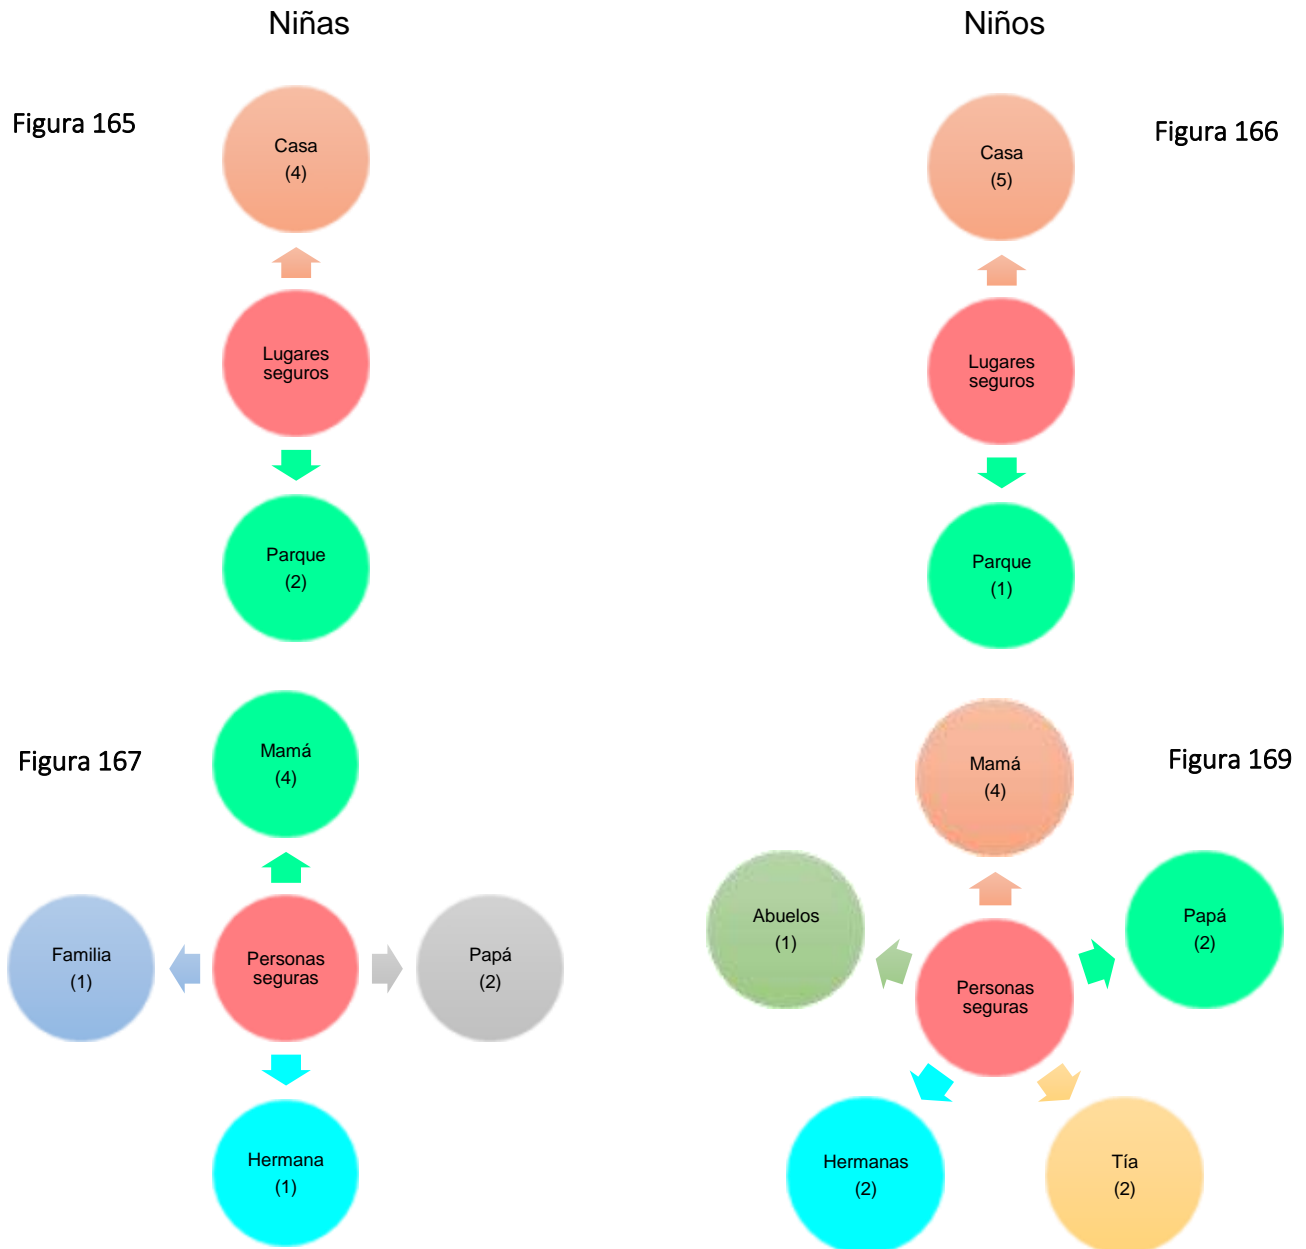 Niñas
Niños
Figura 165
Casa
(4)
Lugares
seguros
Parque
(2)
Figura 166
Casa
(5)
Lugares
seguros
Parque
(1)
Figura 167
Mamá
(4)
Familia
(1)
Personas
seguras
Papá
(2)
Hermana
(1)
Figura 169
Mamá
(4)
Abuelos
(1)
Papá
(2)
Personas
seguras
Hermanas
(2)
Tía
(2)